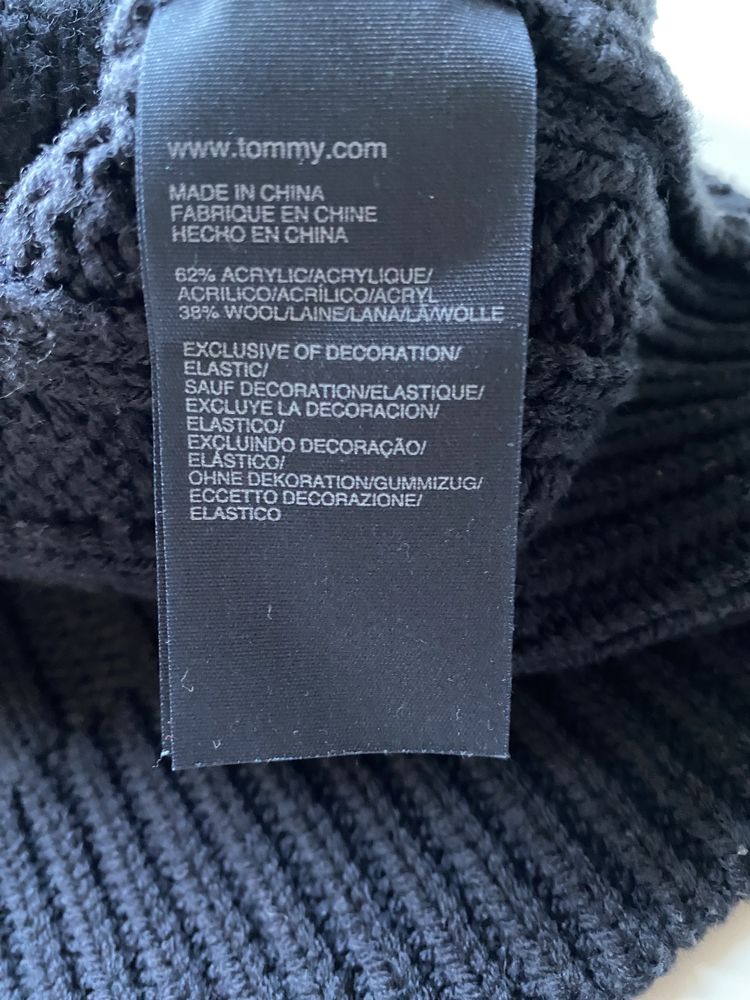 www.tommy.com
MADE IN CHINA
FABRIQUE EN CHINE
HECHO EN CHINA
62% ACRYLIC/ACRYLIQUE/
ACRILICO/ACRÍLICO/ACRYL
38% WOOL/LAINE/LANA/LÃ/WOLLE
EXCLUSIVE OF DECORATION/
ELASTIC/
SAUF DECORATION/ELASTIQUE/
EXCLUYE LA DECORACION/
ELASTICO/
EXCLUINDO DECORAÇÃO/
ELÁSTICO/
OHNE DEKORATION/GUMMIZUG/
ECCETTO DECORAZIONE/
ELASTICO